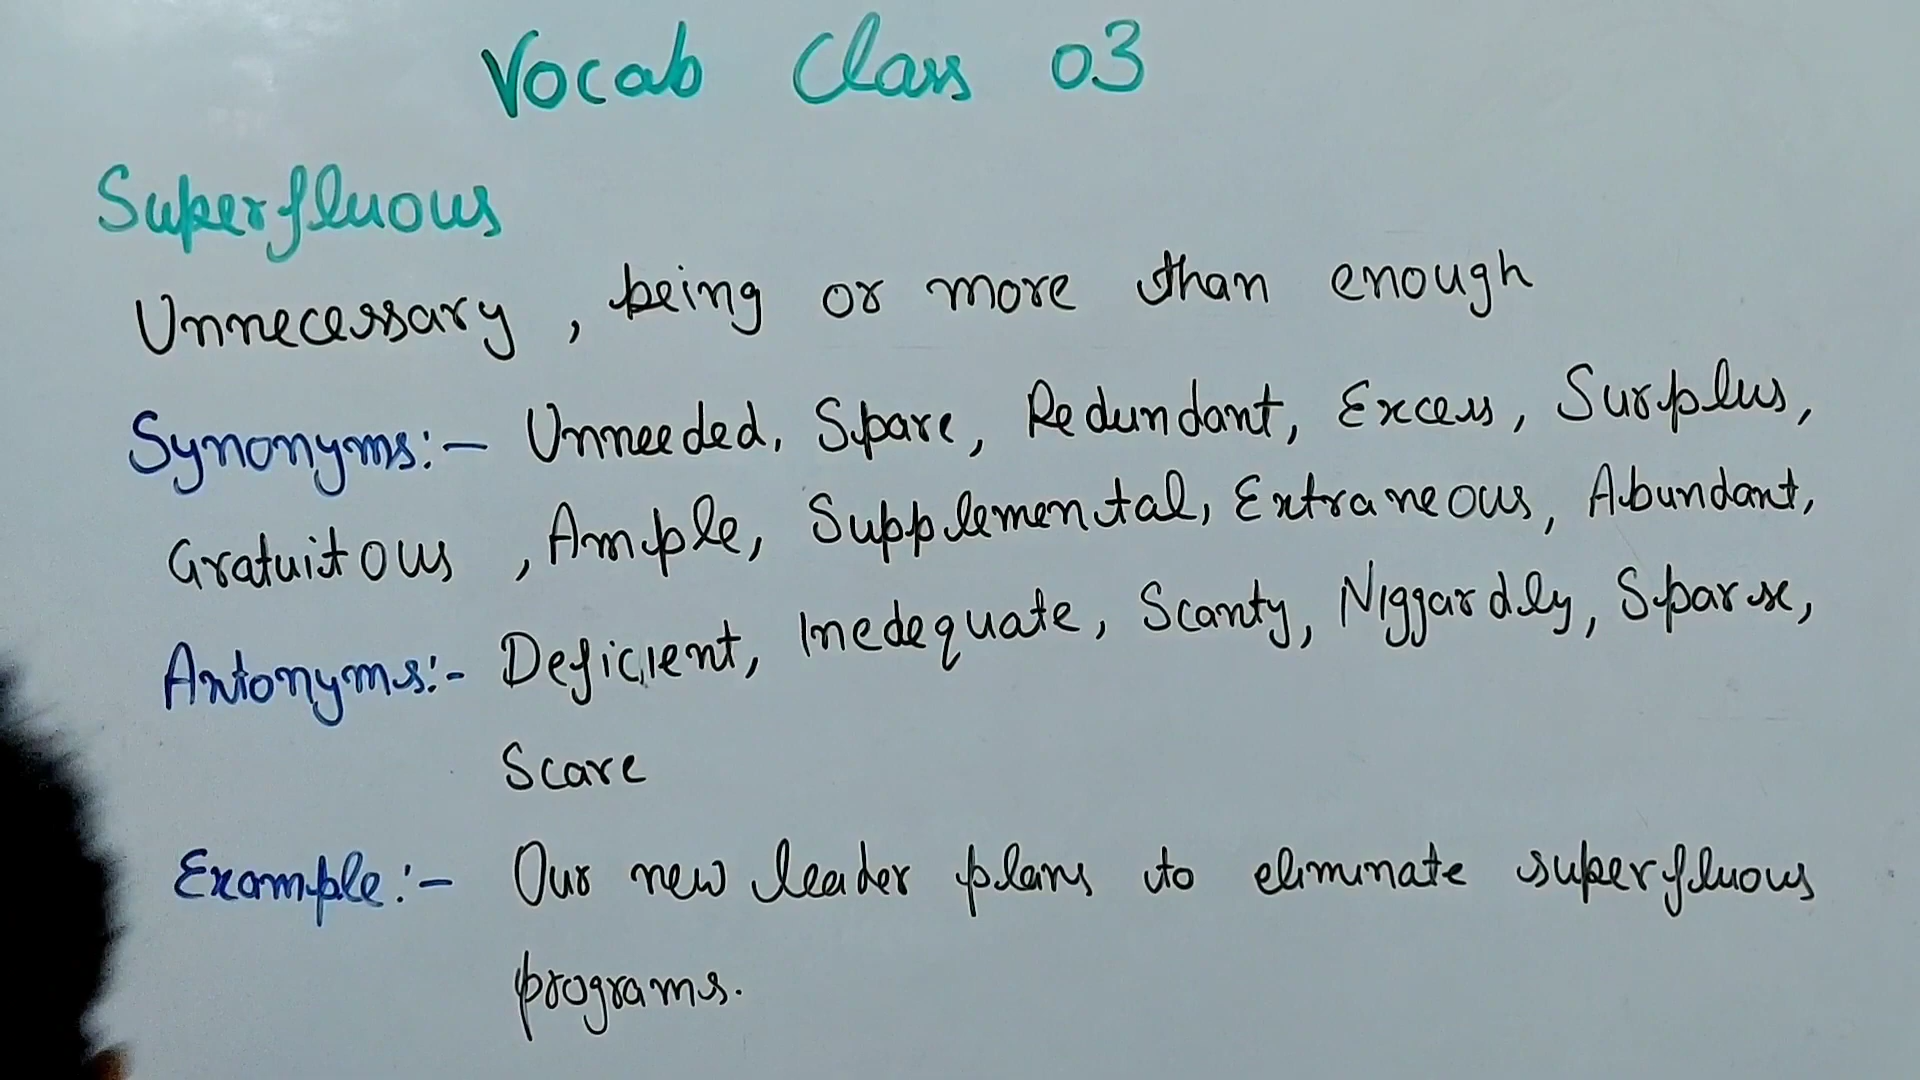 Vocab Class 03
Superfluous
Unnecessary, being or more than enough
Synonyms:- Unneeded, Spare, Redundant, Excess, Surplus,
Gratuitous, Ample, Supplemental, Extraneous, Abundant,
Antonyms:- Deficient, Inedequate, Scanty, Niggardly, Sparse,
Scare
Example:- Our new leader plans to eliminate superfluous
programs.